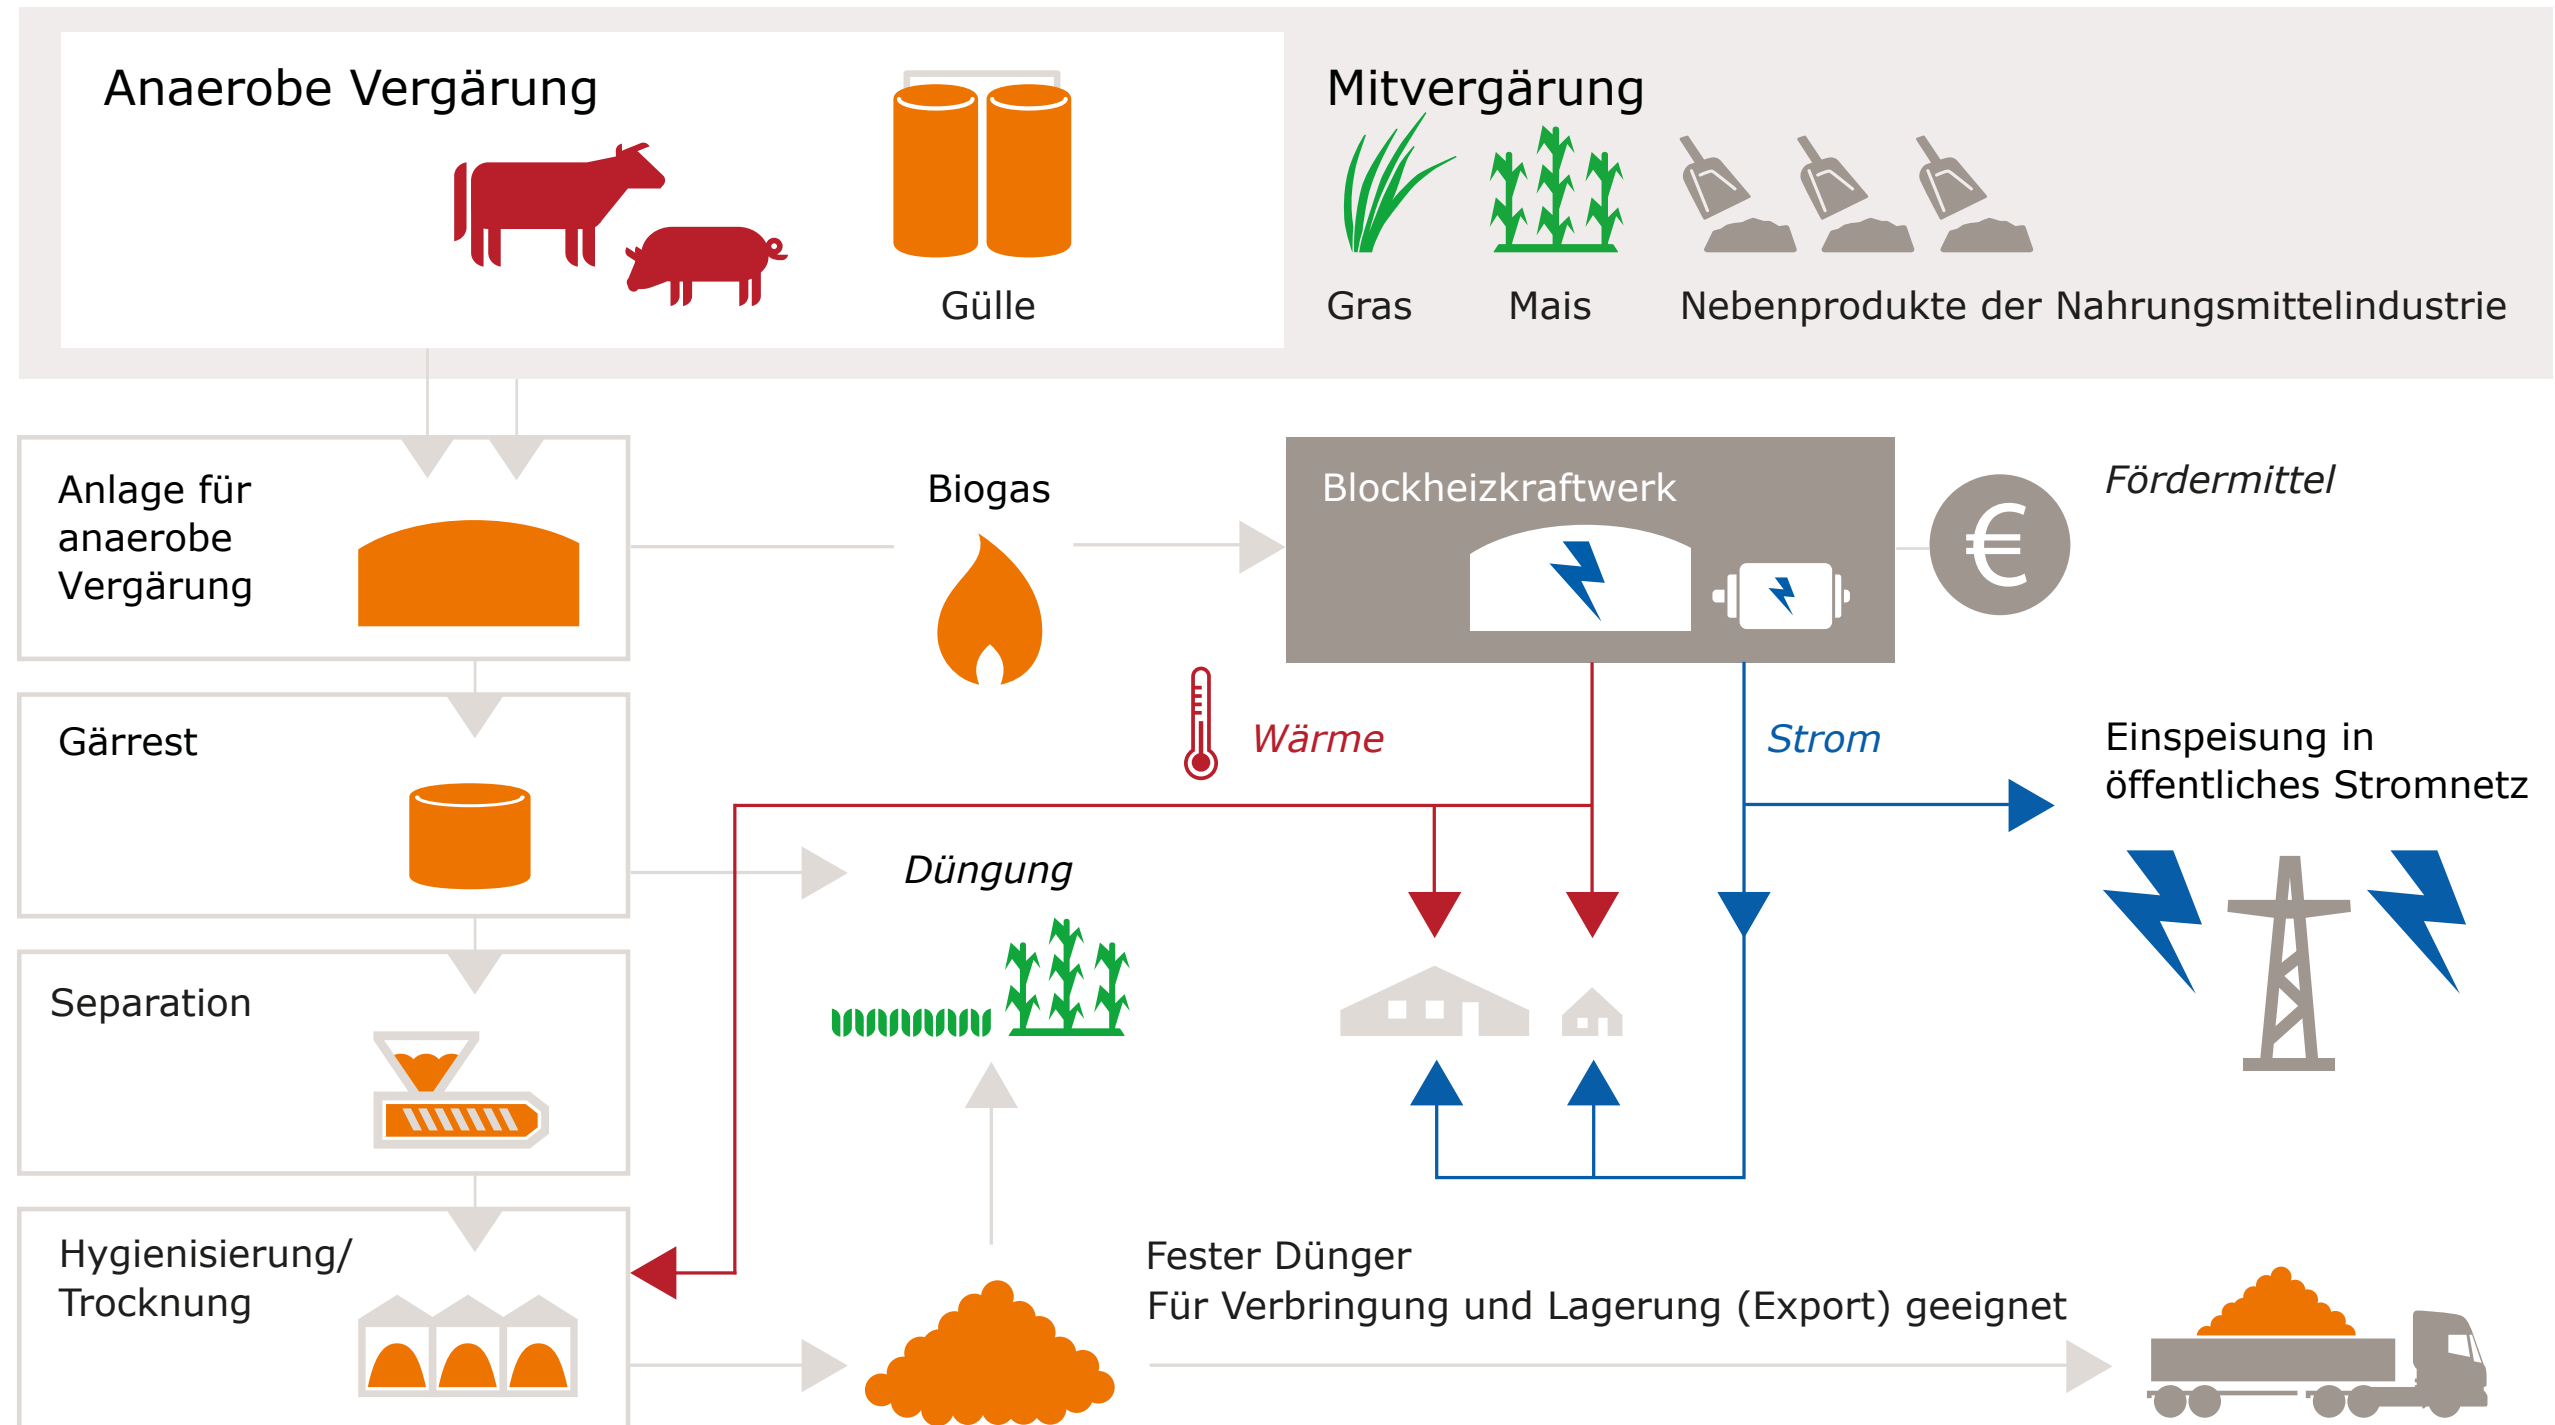 Anaerobe Vergärung
Gülle
Mitvergärung
Gras
Mais
Nebenprodukte der Nahrungsmittelindustrie
Anlage für
anaerobe
Vergärung
Biogas
Blockheizkraftwerk
€
Fördermittel
Gärrest
Wärme
Strom
Einspeisung in
öffentliches Stromnetz
Düngung
Separation
Hygienisierung/
Trocknung
Fester Dünger
Für Verbringung und Lagerung (Export) geeignet